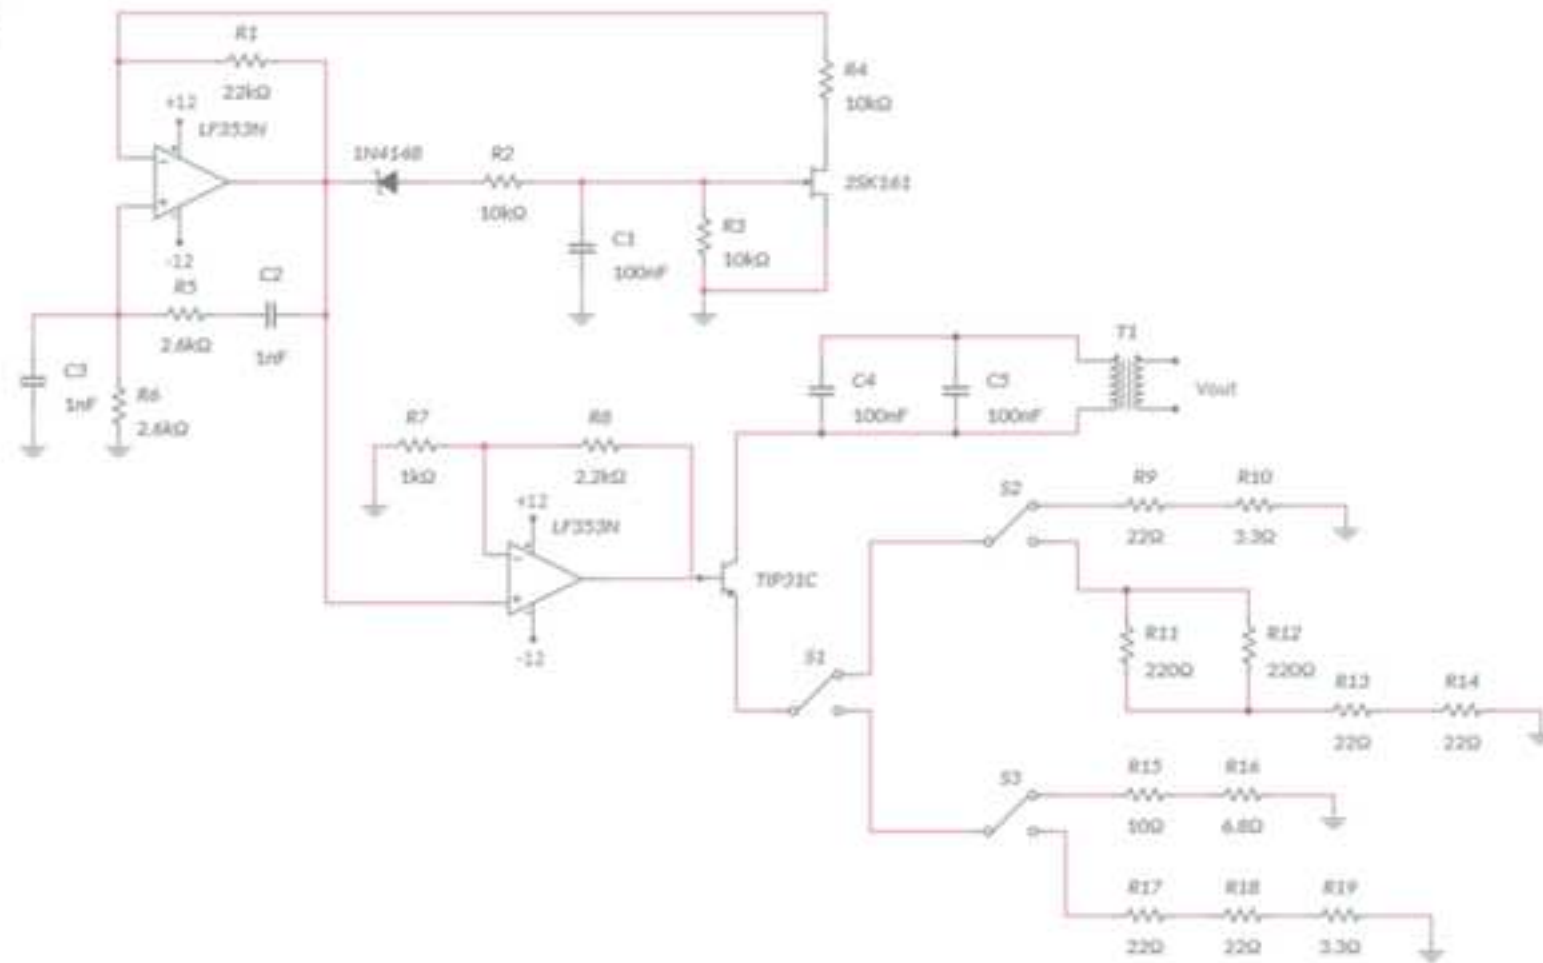 R1
22kΩ
+12
LF353N
-12
1N4148
R2
10kΩ
C1
100nF
R3
10kΩ
R4
10kΩ
2SK161
R5
2.6kΩ
C2
1nF
C3
1nF
R6
2.6kΩ
R7
1kΩ
R8
2.2kΩ
+12
LF353N
-12
TIP31C
C4
100nF
C5
100nF
T1
Vout
S1
S2
R9
22Ω
R10
3.3Ω
R11
220Ω
R12
220Ω
R13
22Ω
R14
22Ω
S3
R15
10Ω
R16
6.8Ω
R17
22Ω
R18
22Ω
R19
3.3Ω